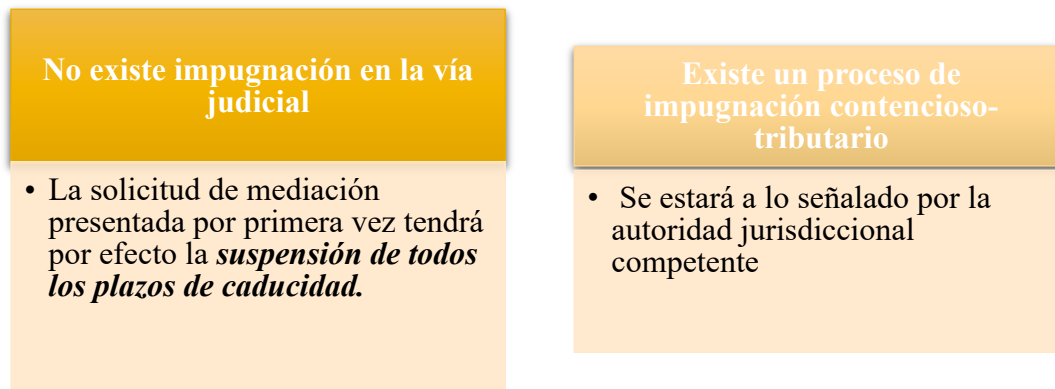 No existe impugnación en la vía
judicial
• La solicitud de mediación
presentada por primera vez tendrá
por efecto la suspensión de todos
los plazos de caducidad.
Existe un proceso de
impugnación contencioso-
tributario
• Se estará a lo señalado por la
autoridad jurisdiccional
competente